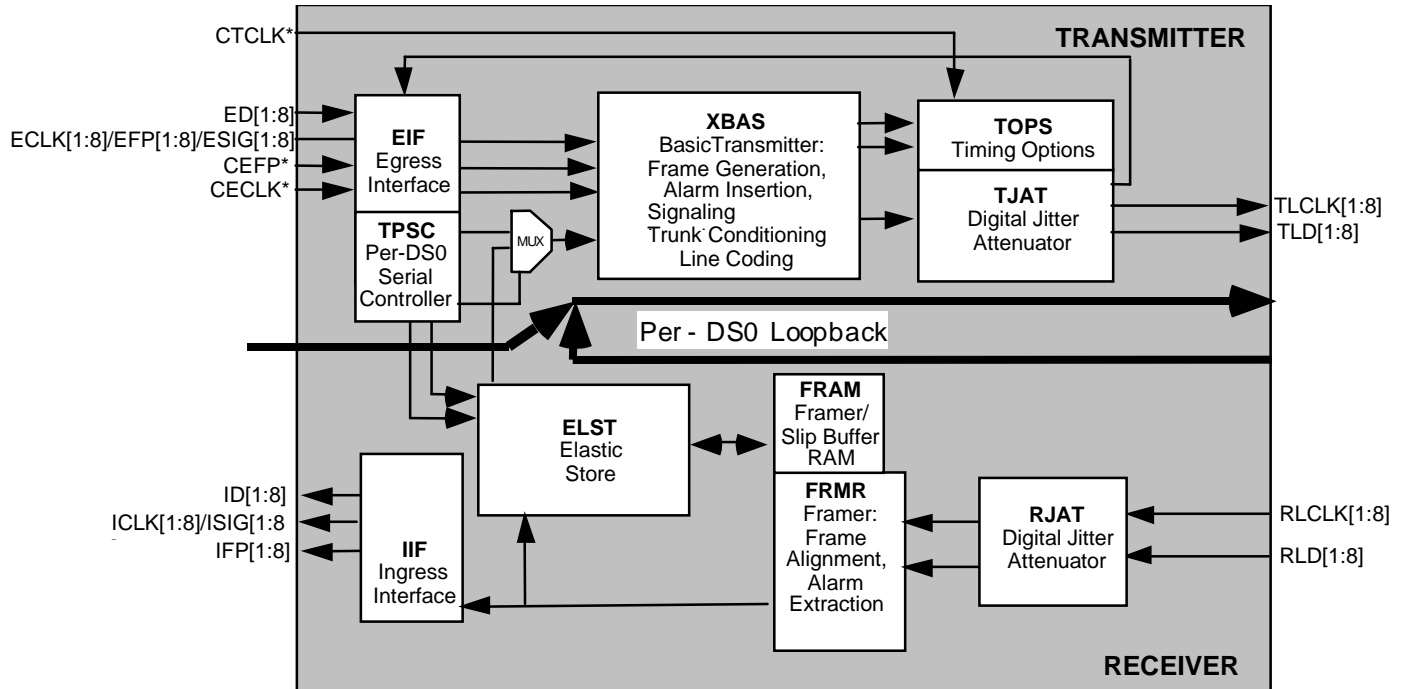 CTCLK*
TRANSMITTER
ED[1:8]
ECLK[1:8]/EFP[1:8]/ESIG[1:8]
CEFP*
CECLK*
EIF
Egress
Interface
TPSC
Per-DS0
Serial
Controller
MUX
XBAS
BasicTransmitter:
Frame Generation,
Alarm Insertion,
Signaling
Trunk Conditioning
Line Coding
TOPS
Timing Options
TJAT
Digital Jitter
Attenuator
TLCLK[1:8]
TLD[1:8]
Per - DS0 Loopback
ELST
Elastic
Store
FRAM
Framer/
Slip Buffer
RAM
FRMR
Framer:
Frame
Alignment,
Alarm
Extraction
RJAT
Digital Jitter
Attenuator
RLCLK[1:8]
RLD[1:8]
ID[1:8]
ICLK[1:8]/ISIG[1:8
IFP[1:8]
IIF
Ingress
Interface
RECEIVER